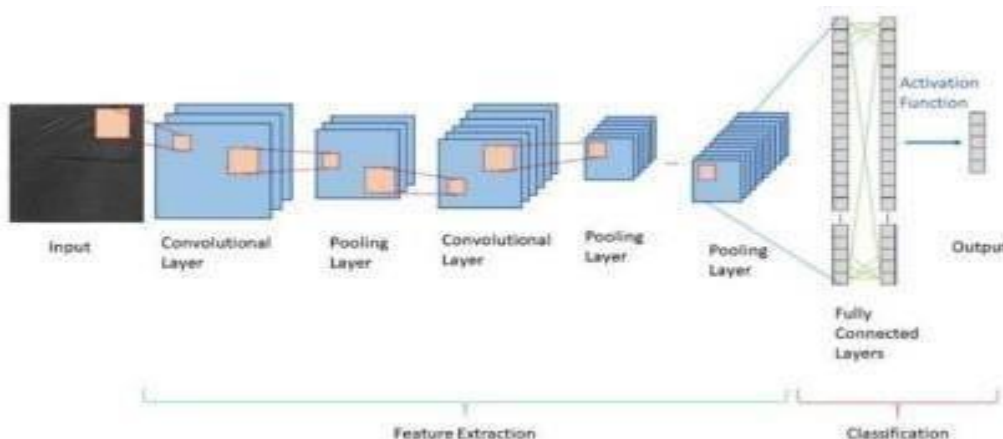 Activation
Function
Input
Convolutional
Layer
Pooling
Layer
Convolutional
Layer
Pooling
Layer
Pooling
Layer
Output
Fully
Connected
Layers
Feature Extraction
Classification